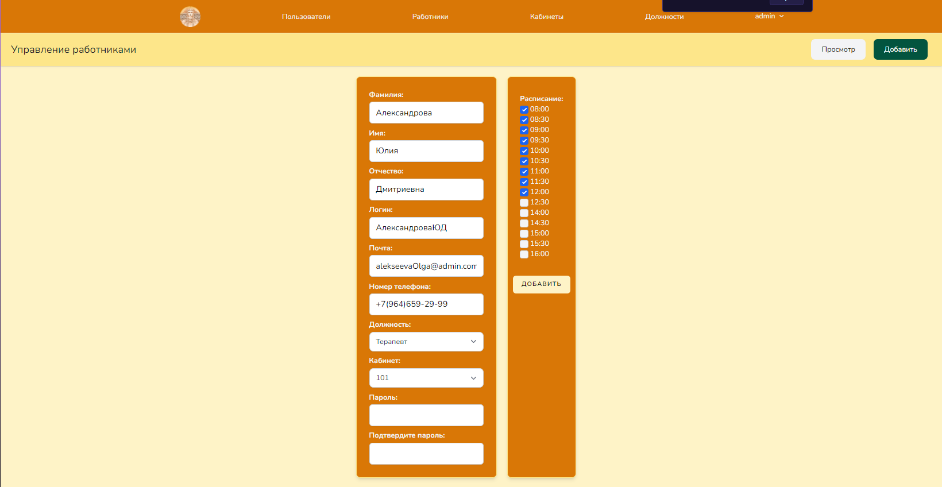 Пользователи
Работники
Кабинеты
Должности
admin
Управление работниками
Просмотр
Добавить
Фамилия:
Александрова
Имя:
Юлия
Отчество:
Дмитриевна
Логин:
АлександроваЮД
Почта:
alekseevaOlga@admin.com
Номер телефона:
+7(964)659-29-99
Должность:
Терапевт
Кабинет:
101
Пароль:
Подтвердите пароль:
Расписание:
08:00
08:30
09:00
09:30
10:00
10:30
11:00
11:30
12:00
12:30
14:00
14:30
15:00
15:30
16:00
ДОБАВИТЬ